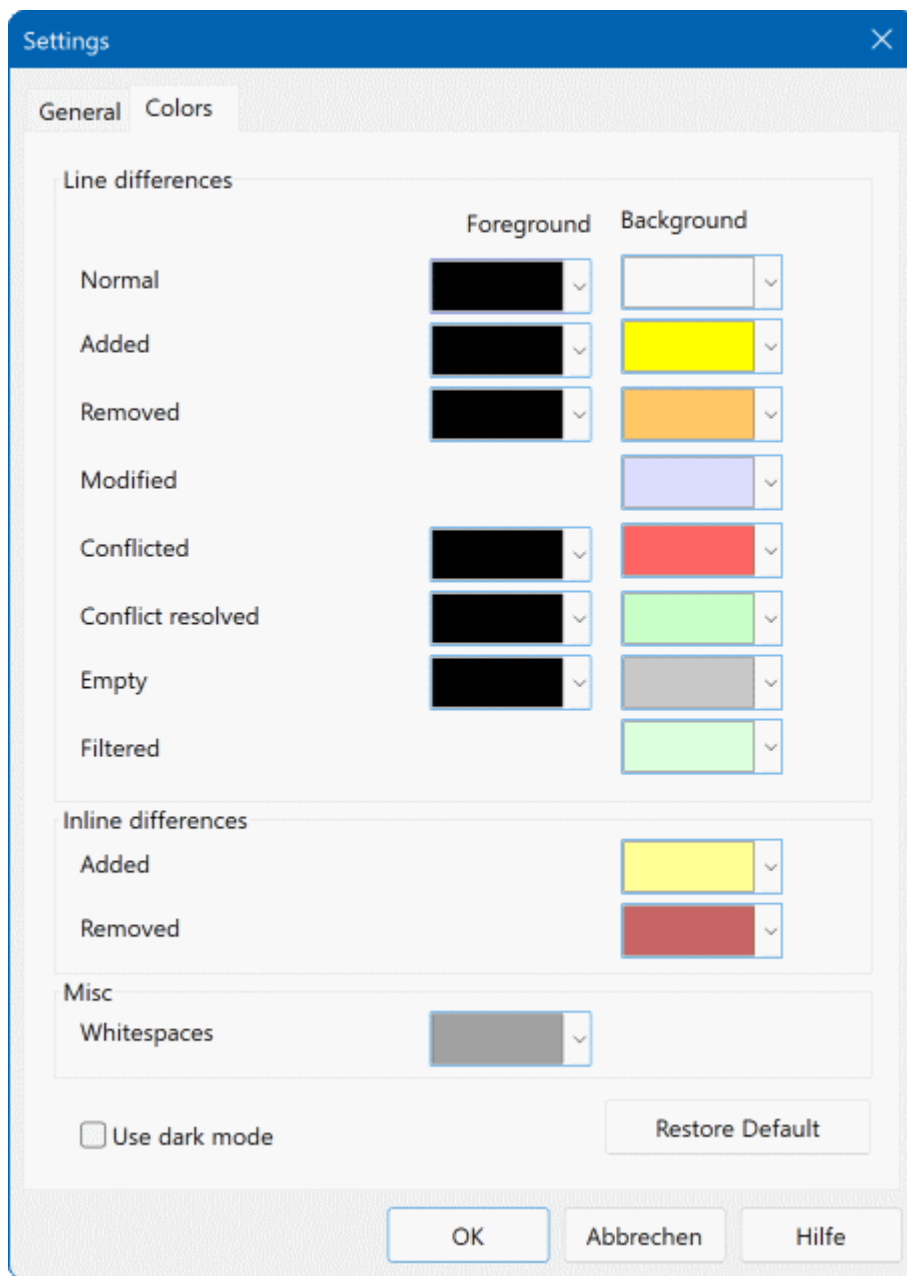 Settings
General Colors
Line differences
Foreground Background
Normal
Added
Removed
Modified
Conflicted
Conflict resolved
Empty
Filtered
Inline differences
Added
Removed
Misc
Whitespaces
Use dark mode Restore Default
OK Abbrechen Hilfe